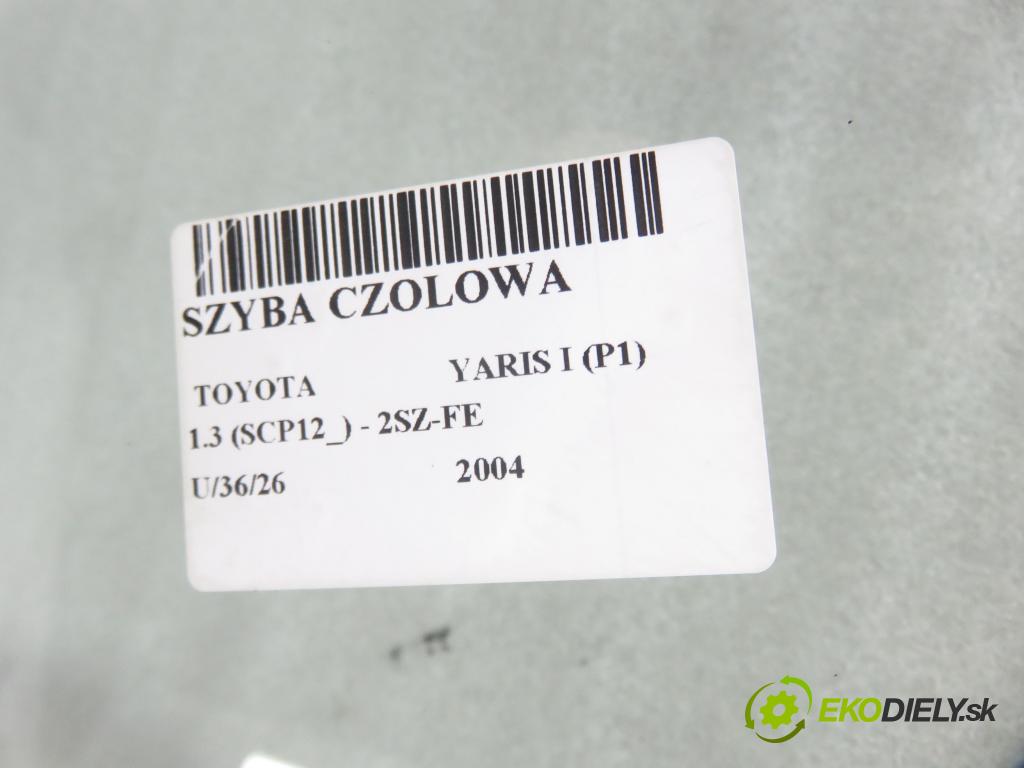 SZYBA CZOLOWA
TOYOTA YARIS I (P1)
1.3 (SCP12_) - 2SZ-FE
U/36/26 2004
EKODIELY.sk